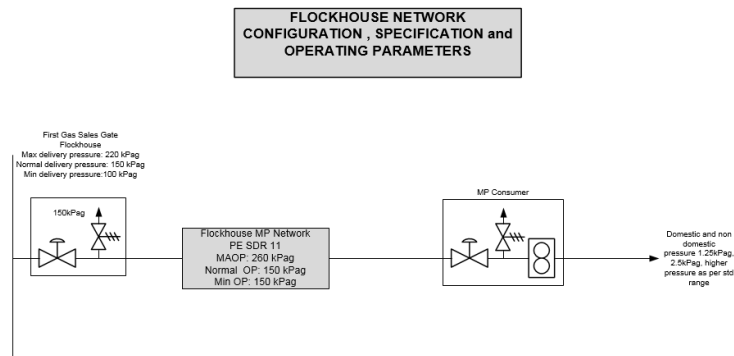 FLOCKHOUSE NETWORK
CONFIGURATION , SPECIFICATION and
OPERATING PARAMETERS
First Gas Sales Gate
Flockhouse
Max delivery pressure: 220 kPag
Normal delivery pressure: 150 kPag
Min delivery pressure:100 kPag
150kPag
Flockhouse MP Network
PE SDR 11
MAOP: 260 kPag
Normal OP: 150 kPag
Min OP: 150 kPag
MP Consumer
Domestic and non
domestic
pressure 1.25kPag,
2.5kPag, higher
pressure as per std
range